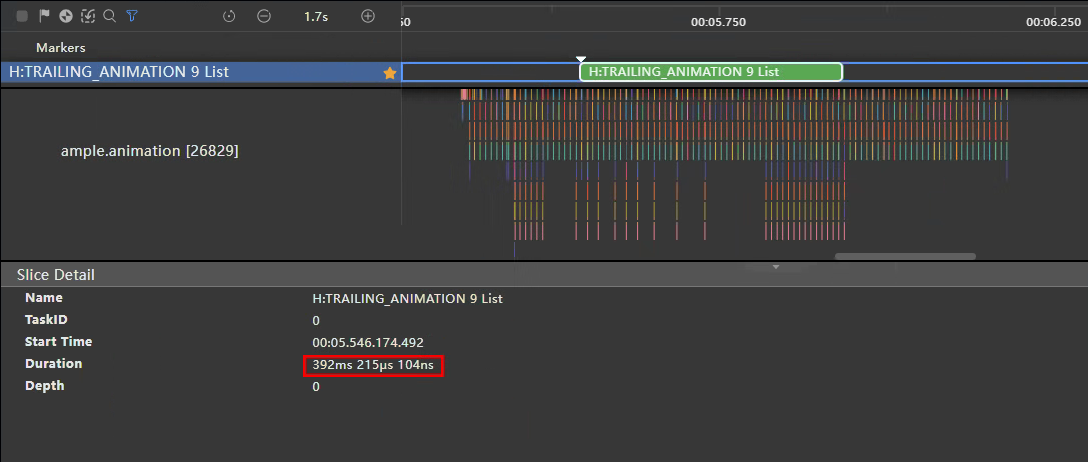 1.7s
50
00:05.750
00:06.250
Markers
H:TRAILING_ANIMATION 9 List
H:TRAILING_ANIMATION 9 List
ample.animation [26829]
Slice Detail
Name H:TRAILING_ANIMATION 9 List
TaskID 0
Start Time 00:05.546.174.492
Duration 392ms 215μs 104ns
Depth 0